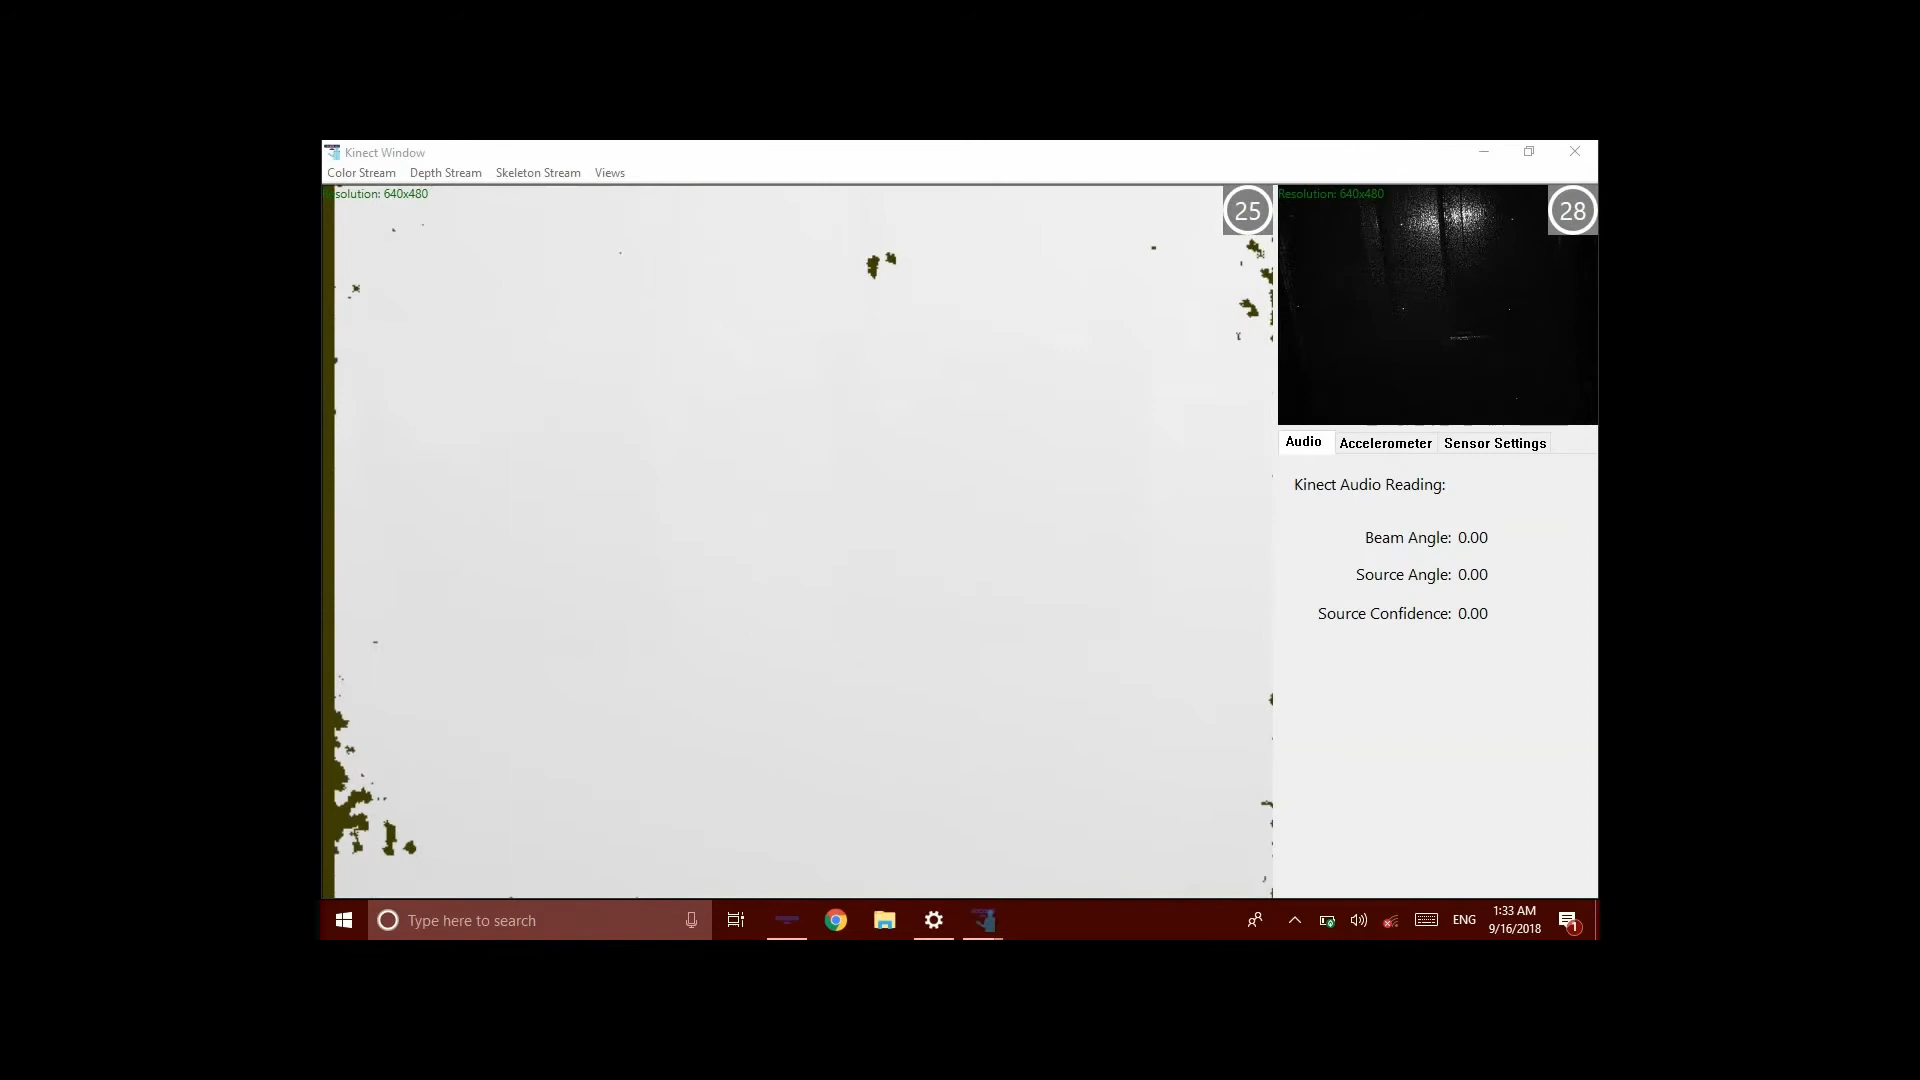 Kinect Window
Color Stream Depth Stream Skeleton Stream Views
esolution: 640x480
25
Resolution: 640x480
28
Audio Accelerometer Sensor Settings
Kinect Audio Reading:
Beam Angle: 0.00
Source Angle: 0.00
Source Confidence: 0.00
Type here to search
ENG
1:33 AM
9/16/2018
1